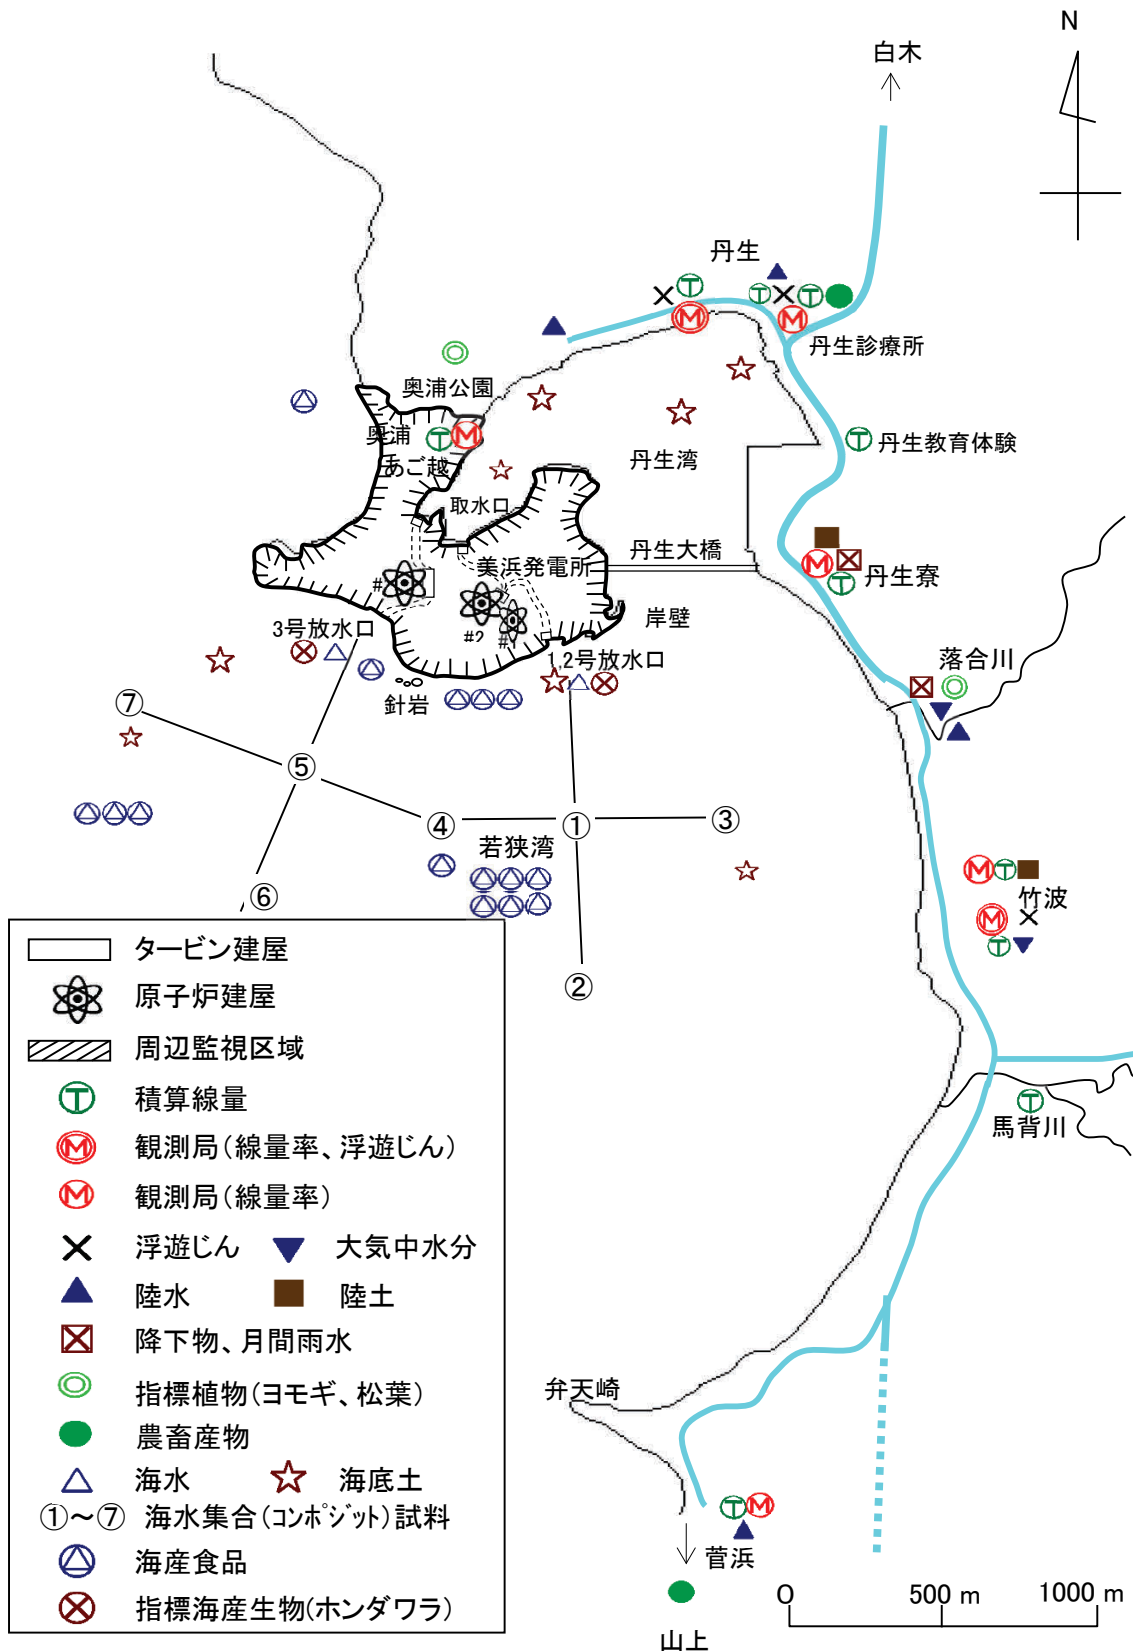 N
白木
丹生
丹生診療所
奥浦公園
奥浦
あご越
丹生湾
丹生教育体験
取水口
美浜発電所
丹生大橋
丹生寮
#
#2
#1
岸壁
3号放水口
1,2号放水口
落合川
針岩
⑦
⑤
④
①
③
若狭湾
⑥
②
竹波
馬背川
弁天崎
菅浜
山上
タービン建屋
原子炉建屋
周辺監視区域
T 積算線量
M 観測局(線量率、浮遊じん)
M 観測局(線量率)
浮遊じん 大気中水分
陸水 陸土
降下物、月間雨水
指標植物(ヨモギ、松葉)
農畜産物
海水 海底土
①～⑦ 海水集合(コンポジット)試料
海産食品
指標海産生物(ホンダワラ)
O 500 m 1000 m